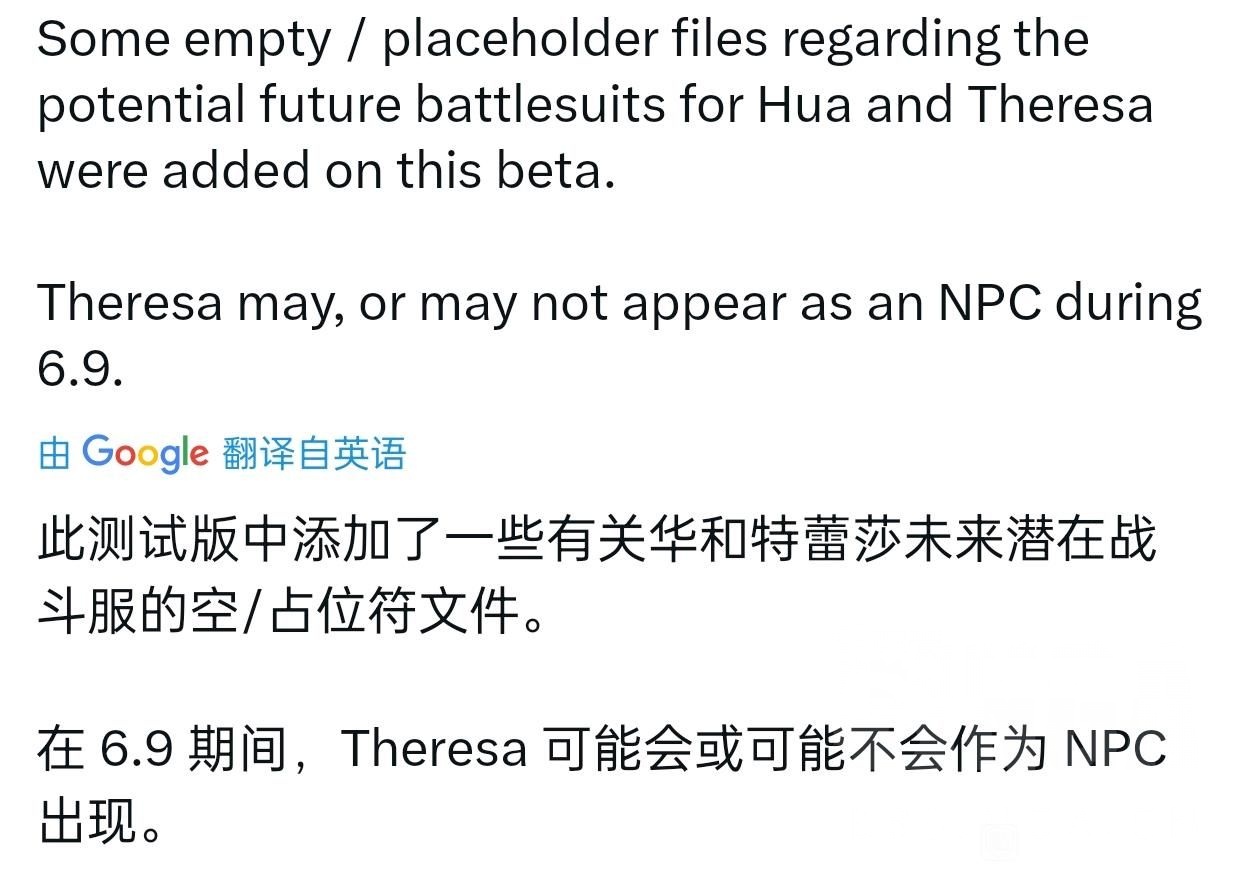 Some empty / placeholder files regarding the
potential future battlesuits for Hua and Theresa
were added on this beta.
Theresa may, or may not appear as an NPC during
6.9.
由 Google 翻译自英语
此测试版中添加了一些有关华和特蕾莎未来潜在战
斗服的空/占位符文件。
在 6.9 期间，Theresa 可能会或可能不会作为 NPC
出现。